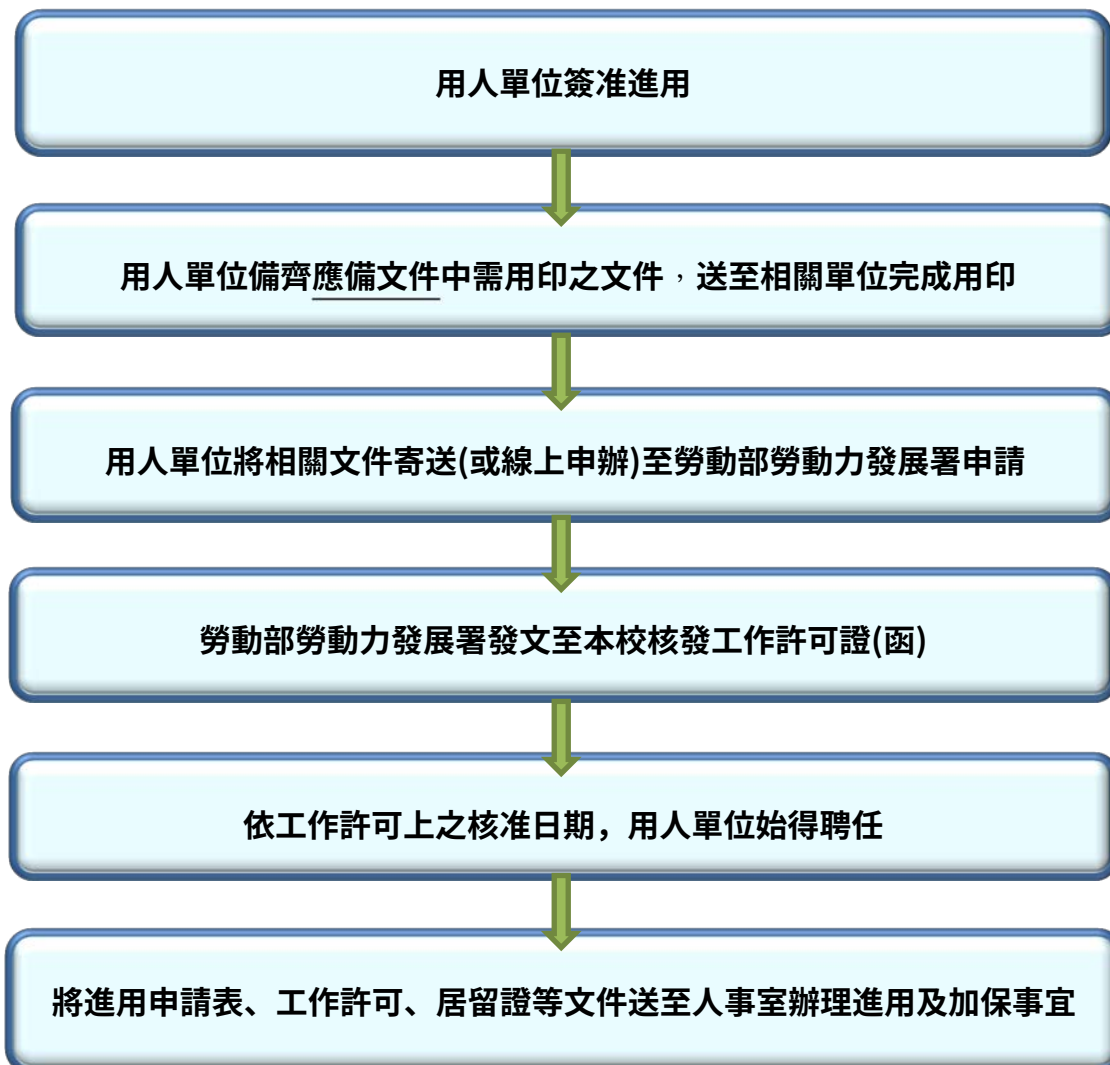 用人單位簽准進用
用人單位備齊應備文件中需用印之文件，送至相關單位完成用印
用人單位將相關文件寄送(或線上申辦)至勞動部勞動力發展署申請
勞動部勞動力發展署發文至本校核發工作許可證(函)
依工作許可上之核准日期，用人單位始得聘任
將進用申請表、工作許可、居留證等文件送至人事室辦理進用及加保事宜